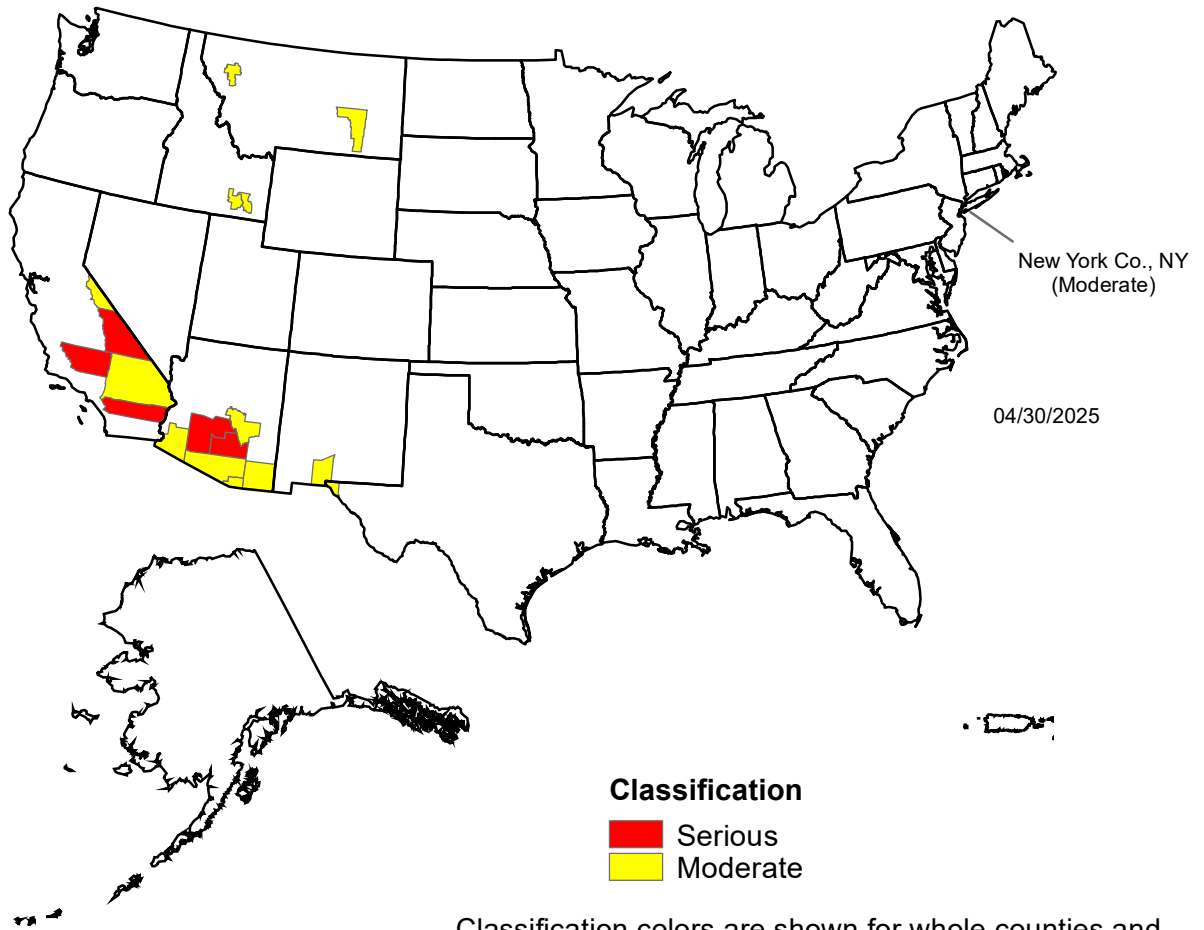 New York Co., NY
(Moderate)
04/30/2025
Classification
Serious
Moderate
Classification colors are shown for whole counties and